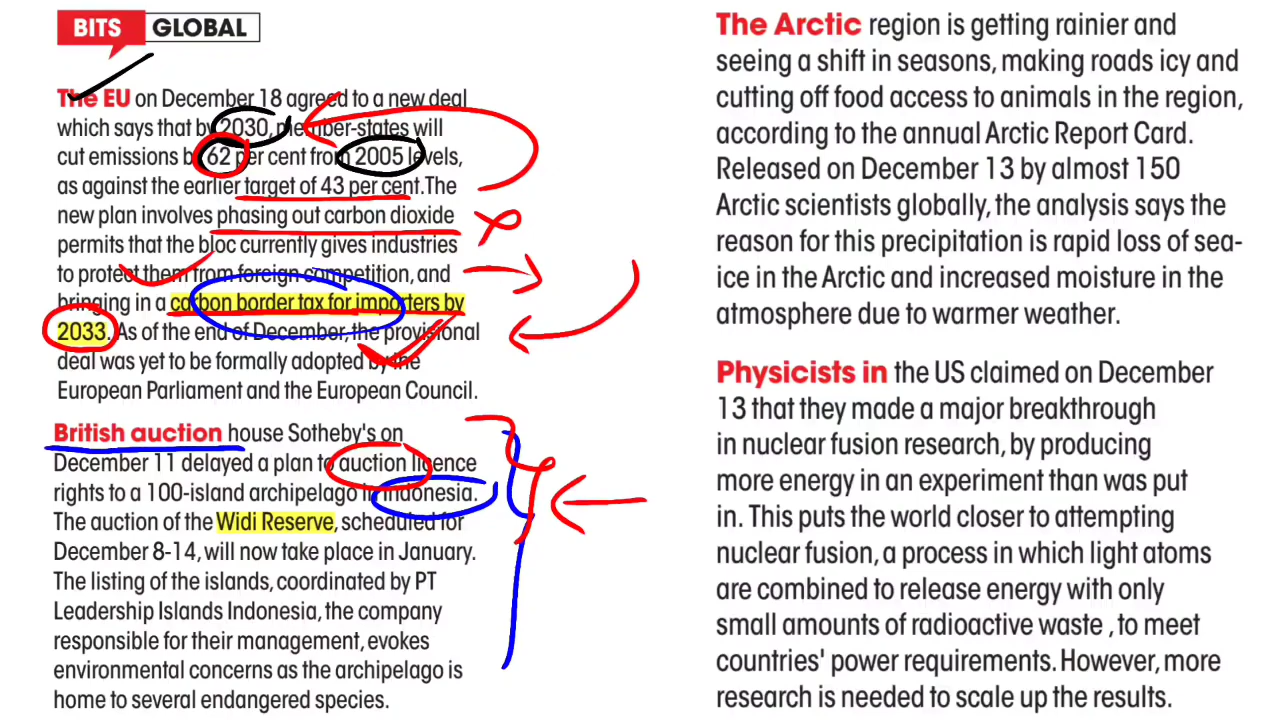 BITS GLOBAL
The EU on December 18 agreed to a new deal
which says that by 2030, member-states will
cut emissions by 62 per cent from 2005 levels,
as against the earlier target of 43 per cent.The
new plan involves phasing out carbon dioxide
permits that the bloc currently gives industries
to protect them from foreign competition, and
bringing in a carbon border tax for importers by
2033. As of the end of December, the provisional
deal was yet to be formally adopted by the
European Parliament and the European Council.
British auction house Sotheby's on
December 11 delayed a plan to auction licence
rights to a 100-island archipelago in Indonesia.
The auction of the Widi Reserve, scheduled for
December 8-14, will now take place in January.
The listing of the islands, coordinated by PT
Leadership Islands Indonesia, the company
responsible for their management, evokes
environmental concerns as the archipelago is
home to several endangered species.
The Arctic region is getting rainier and
seeing a shift in seasons, making roads icy and
cutting off food access to animals in the region,
according to the annual Arctic Report Card.
Released on December 13 by almost 150
Arctic scientists globally, the analysis says the
reason for this precipitation is rapid loss of sea-
ice in the Arctic and increased moisture in the
atmosphere due to warmer weather.
Physicists in the US claimed on December
13 that they made a major breakthrough
in nuclear fusion research, by producing
more energy in an experiment than was put
in. This puts the world closer to attempting
nuclear fusion, a process in which light atoms
are combined to release energy with only
small amounts of radioactive waste , to meet
countries' power requirements. However, more
research is needed to scale up the results.